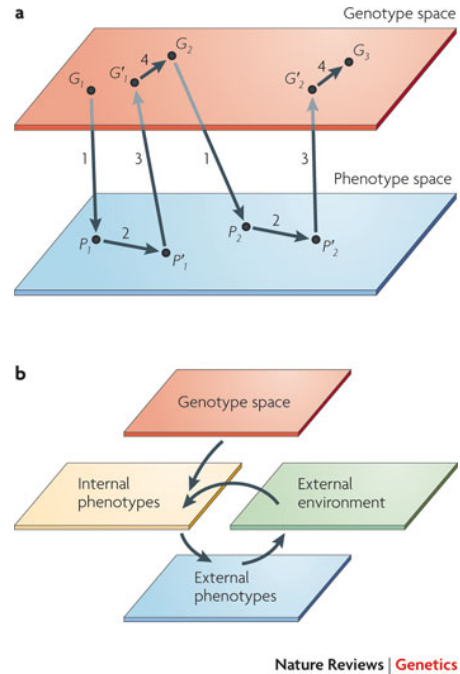 a
Genotype space
G₁
G'₁
4
G₂
G'₂
4
G₃
1
3
1
3
Phenotype space
P₁
2
P'₁
P₂
2
P'₂
b
Genotype space
Internal
phenotypes
External
environment
External
phenotypes
Nature Reviews | Genetics